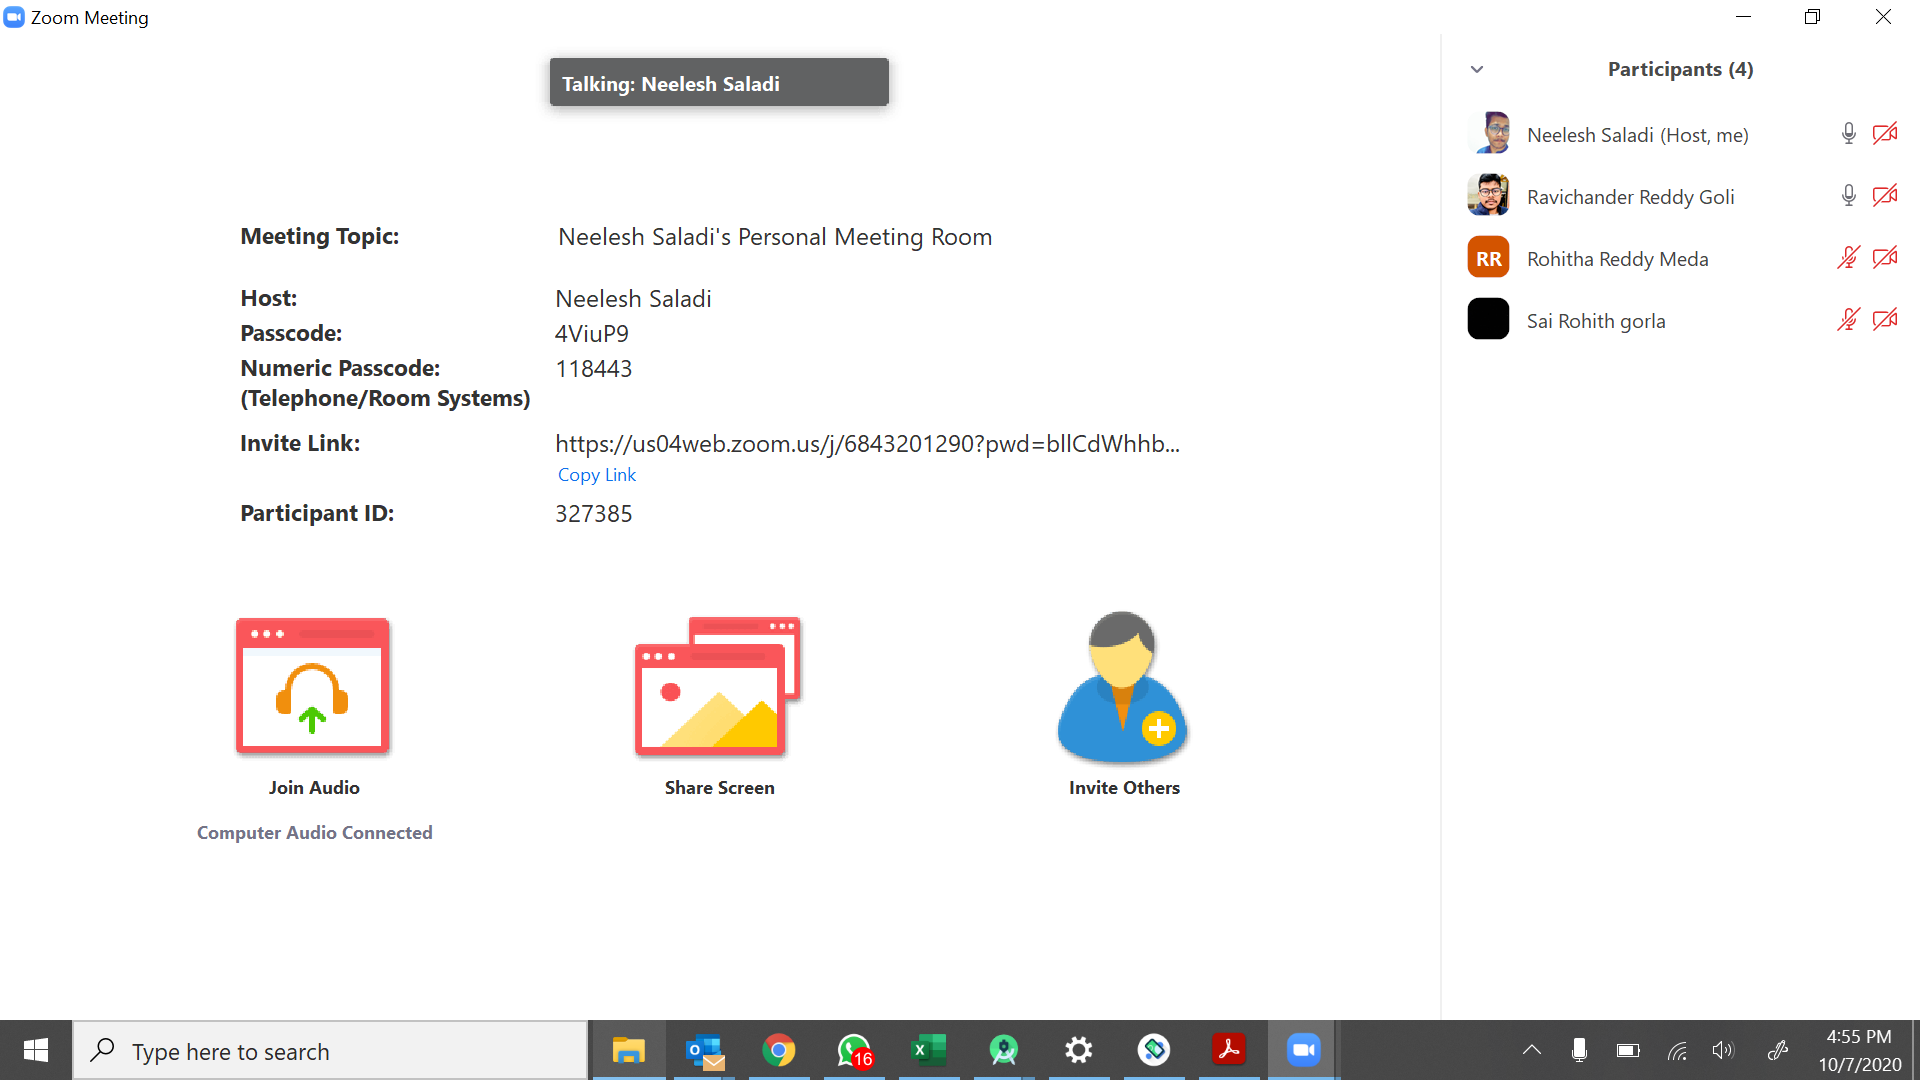 Zoom Meeting
Talking: Neelesh Saladi
Meeting Topic: Neelesh Saladi's Personal Meeting Room
Host: Neelesh Saladi
Passcode: 4ViuP9
Numeric Passcode: 118443
(Telephone/Room Systems)
Invite Link: https://us04web.zoom.us/j/6843201290?pwd=bllCdWhhb...
Copy Link
Participant ID: 327385
Join Audio
Computer Audio Connected
Share Screen
Invite Others
Participants (4)
Neelesh Saladi (Host, me)
Ravichander Reddy Goli
RR Rohitha Reddy Meda
Sai Rohith gorla
Type here to search
16
4:55 PM
10/7/2020